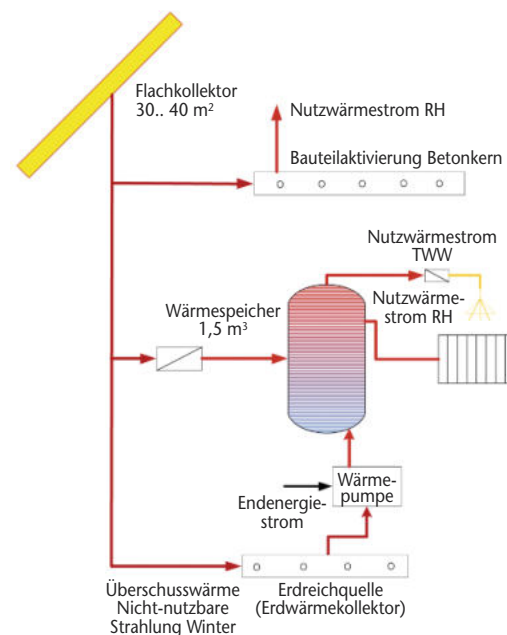 Flachkollektor
30.. 40 m²
Nutzwärmestrom RH
Bauteilaktivierung Betonkern
Nutzwärmestrom
TWW
Wärmespeicher
1,5 m³
Nutzwärme-
strom RH
Wärme-
pumpe
Endenergie-
strom
Überschusswärme
Nicht-nutzbare
Strahlung Winter
Erdreichquelle
(Erdwärmekollektor)